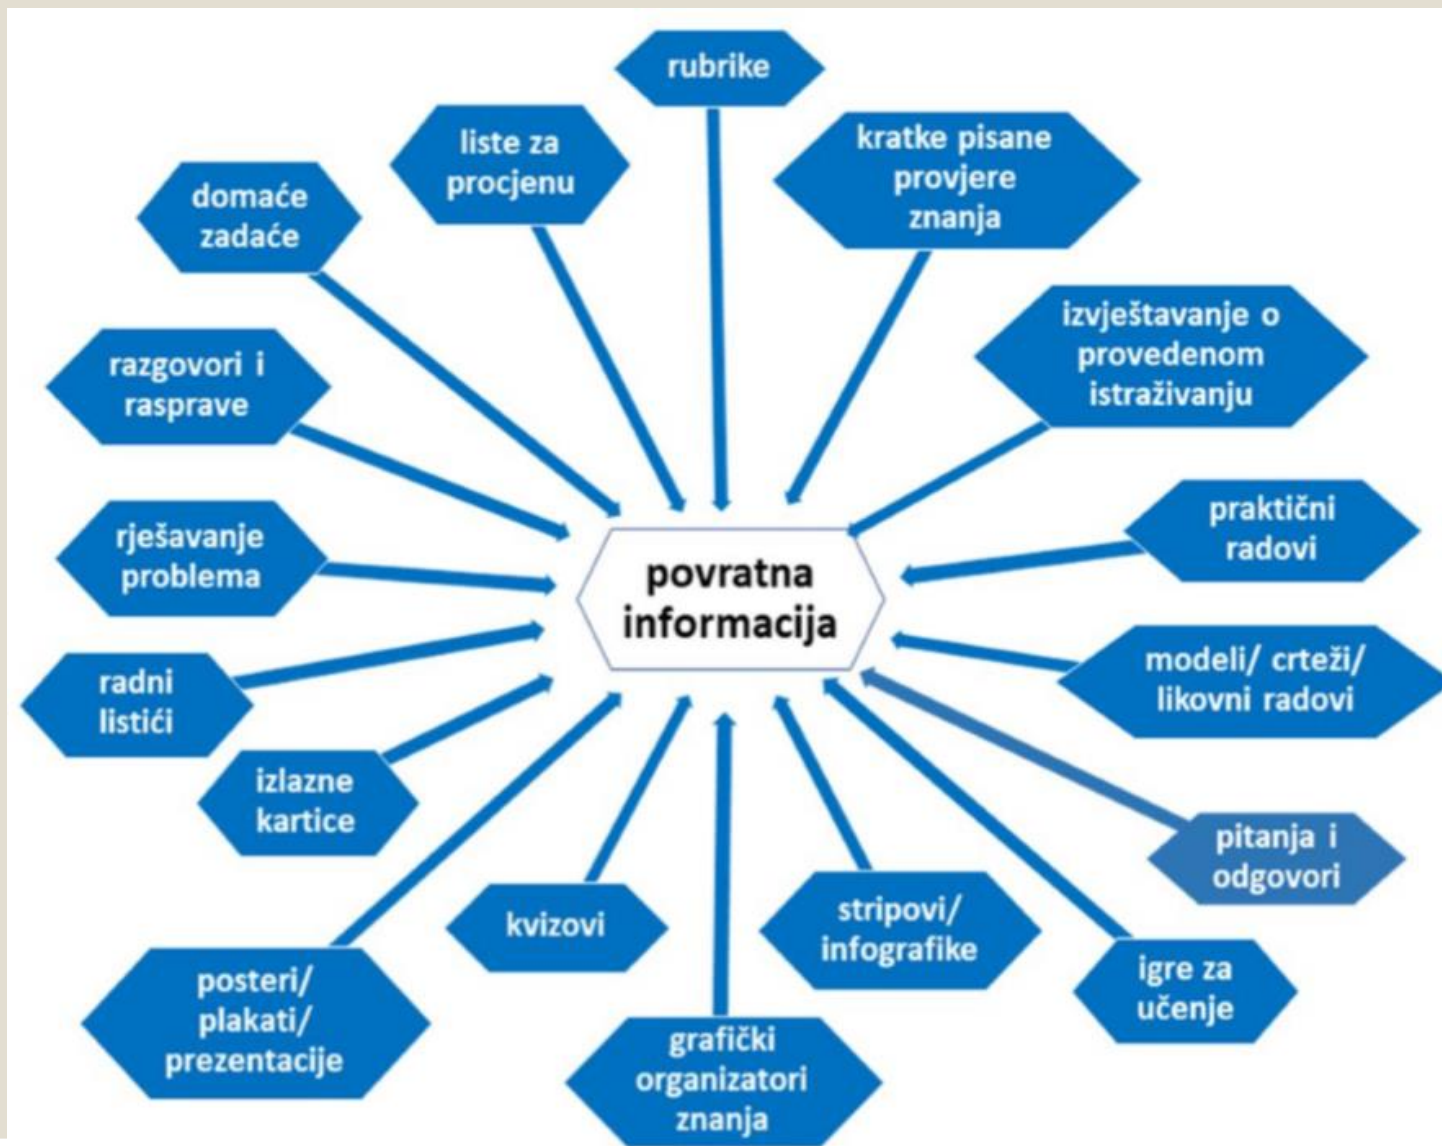 rubrike
liste za
procjenu
kratke pisane
provjere
znanja
domaće
zadaće
izvještavanje o
provedenom
istraživanju
razgovori i
rasprave
praktični
radovi
rješavanje
problema
povratna
informacija
modeli/ crteži/
likovni radovi
radni
listići
izlazne
kartice
pitanja i
odgovori
kvizovi
stripovi/
infografike
igre za
učenje
posteri/
plakati/
prezentacije
grafički
organizatori
znanja